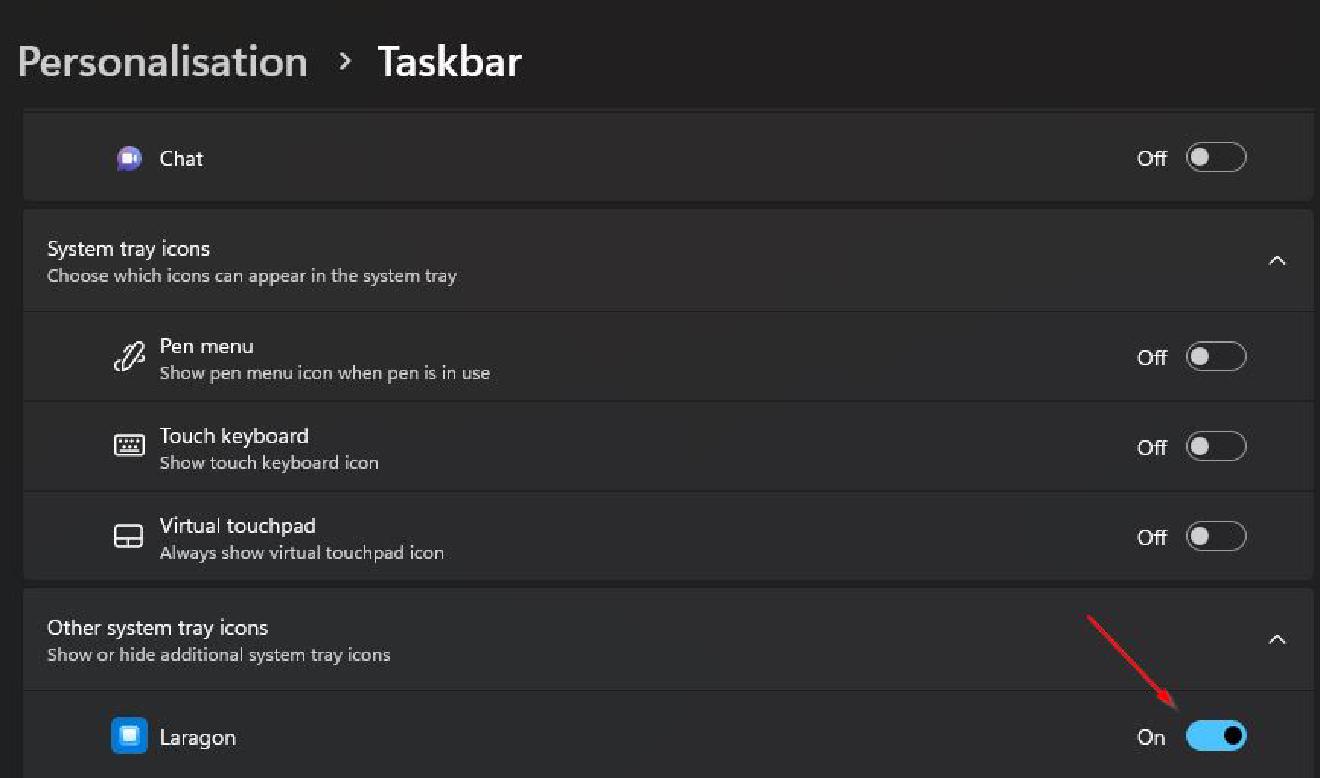 Personalisation > Taskbar
Chat
Off
System tray icons
Choose which icons can appear in the system tray
Pen menu
Off
Show pen menu icon when pen is in use
Touch keyboard
Off
Show touch keyboard icon
Virtual touchpad
Off
Always show virtual touchpad icon
Other system tray icons
Show or hide additional system tray icons
Laragon
On